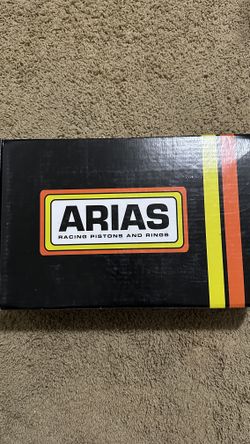 ARIAS
RACING PISTONS AND RINGS